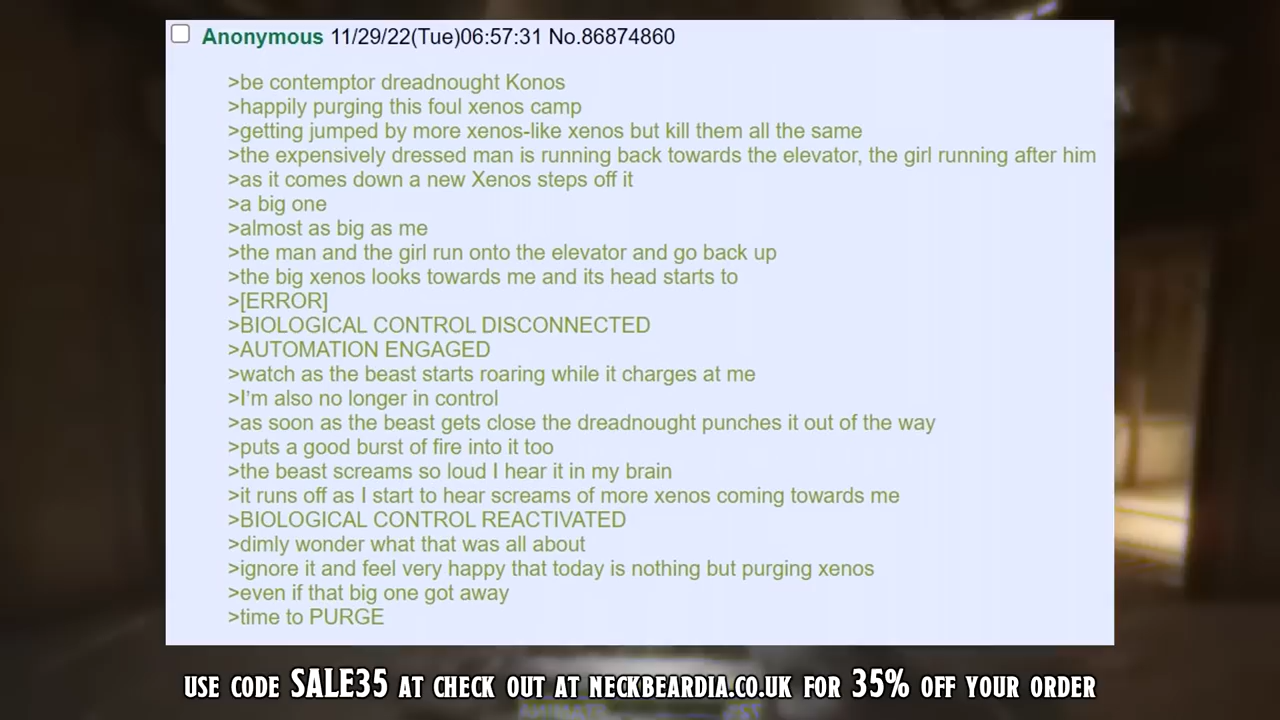 Anonymous 11/29/22(Tue)06:57:31 No.86874860
>be contemptor dreadnought Konos
>happily purging this foul xenos camp
>getting jumped by more xenos-like xenos but kill them all the same
>the expensively dressed man is running back towards the elevator, the girl running after him
>as it comes down a new Xenos steps off it
>a big one
>almost as big as me
>the man and the girl run onto the elevator and go back up
>the big xenos looks towards me and its head starts to
>[ERROR]
>BIOLOGICAL CONTROL DISCONNECTED
>AUTOMATION ENGAGED
>watch as the beast starts roaring while it charges at me
>I'm also no longer in control
>as soon as the beast gets close the dreadnought punches it out of the way
>puts a good burst of fire into it too
>the beast screams so loud I hear it in my brain
>it runs off as I start to hear screams of more xenos coming towards me
>BIOLOGICAL CONTROL REACTIVATED
>dimly wonder what that was all about
>ignore it and feel very happy that today is nothing but purging xenos
>even if that big one got away
>time to PURGE
USE CODE SALE35 AT CHECK OUT AT NECKBEARDIA.CO.UK FOR 35% OFF YOUR ORDER